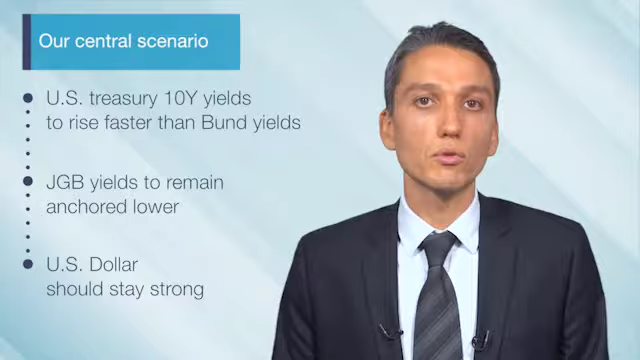 Our central scenario
U.S. treasury 10Y yields
to rise faster than Bund yields
JGB yields to remain
anchored lower
U.S. Dollar
should stay strong